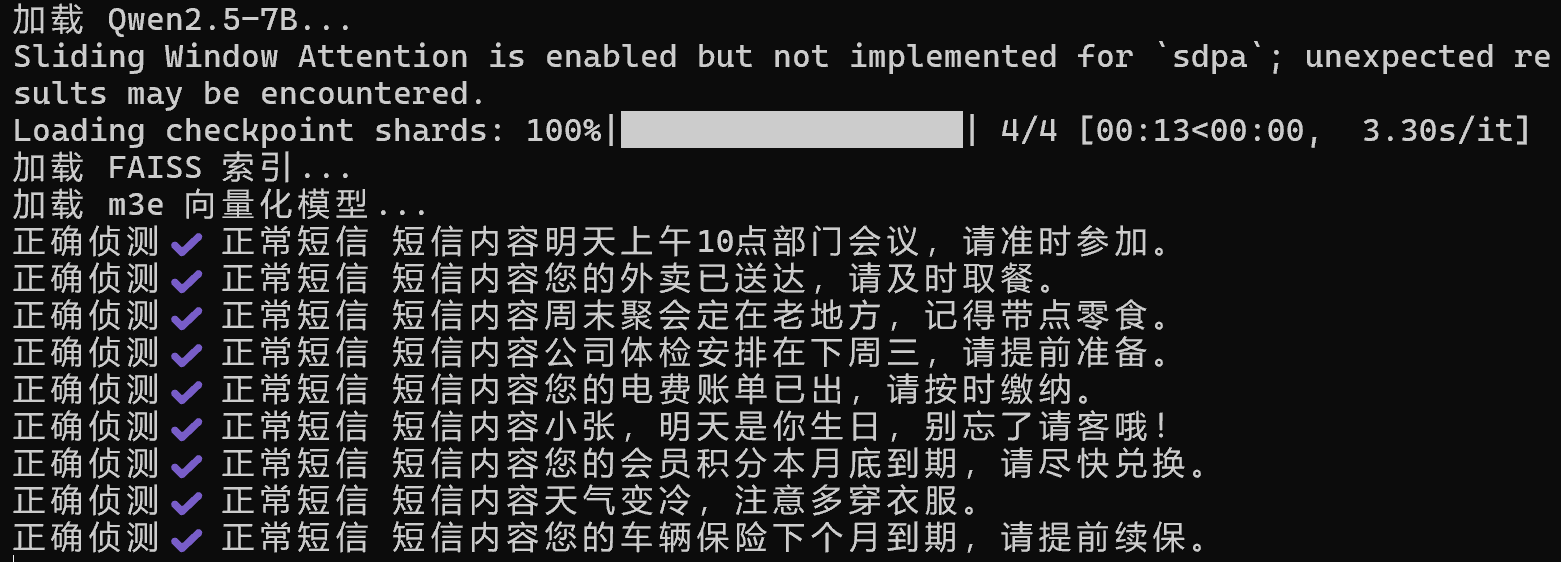 加载 Qwen2.5-7B...
Sliding Window Attention is enabled but not implemented for `sdpa`; unexpected re
sults may be encountered.
Loading checkpoint shards: 100%|██████████████████| 4/4 [00:13<00:00,  3.30s/it]
加载 FAISS 索引...
加载 m3e 向量化模型...
正确侦测✔ 正常短信 短信内容明天上午10点部门会议，请准时参加。
正确侦测✔ 正常短信 短信内容您的外卖已送达，请及时取餐。
正确侦测✔ 正常短信 短信内容周末聚会定在老地方，记得带点零食。
正确侦测✔ 正常短信 短信内容公司体检安排在下周三，请提前准备。
正确侦测✔ 正常短信 短信内容您的电费账单已出，请按时缴纳。
正确侦测✔ 正常短信 短信内容小张，明天是你生日，别忘了请客哦！
正确侦测✔ 正常短信 短信内容您的会员积分本月底到期，请尽快兑换。
正确侦测✔ 正常短信 短信内容天气变冷，注意多穿衣服。
正确侦测✔ 正常短信 短信内容您的车辆保险下个月到期，请提前续保。